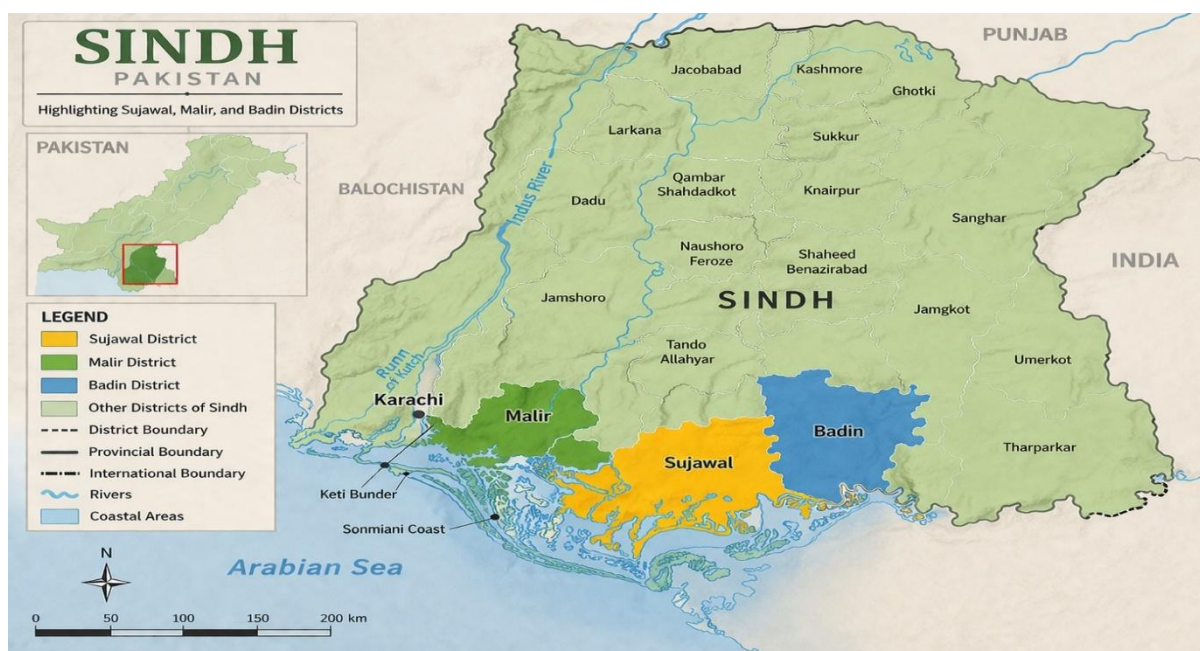 SINDH
PAKISTAN
Highlighting Sujawal, Malir, and Badin Districts
PAKISTAN
LEGEND
Sujawal District
Malir District
Badin District
Other Districts of Sindh
District Boundary
Provincial Boundary
International Boundary
Rivers
Coastal Areas
N
0 50 100 150 200 km
PUNJAB
BALOCHISTAN
INDIA
Jacobabad
Kashmore
Ghotki
Larkana
Sukkur
Indus River
Qambar
Shahdadkot
Knairpur
Dadu
Sanghar
Naushoro
Feroze
Shaheed
Benazirabad
Jamshoro
SINDH
Jamgkot
Tando
Allahyar
Umerkot
Runn
of Kutch
Karachi
Malir
Badin
Sujawal
Tharparkar
Keti Bunder
Sonmiani Coast
Arabian Sea